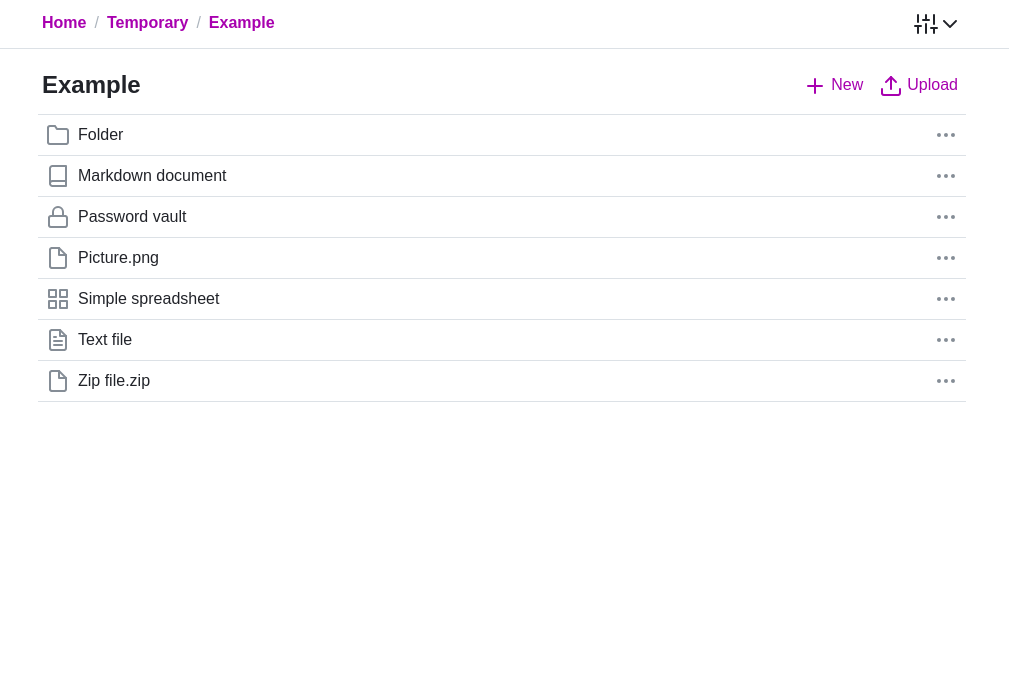 Home / Temporary / Example
Example
New Upload
Folder
Markdown document
Password vault
Picture.png
Simple spreadsheet
Text file
Zip file.zip